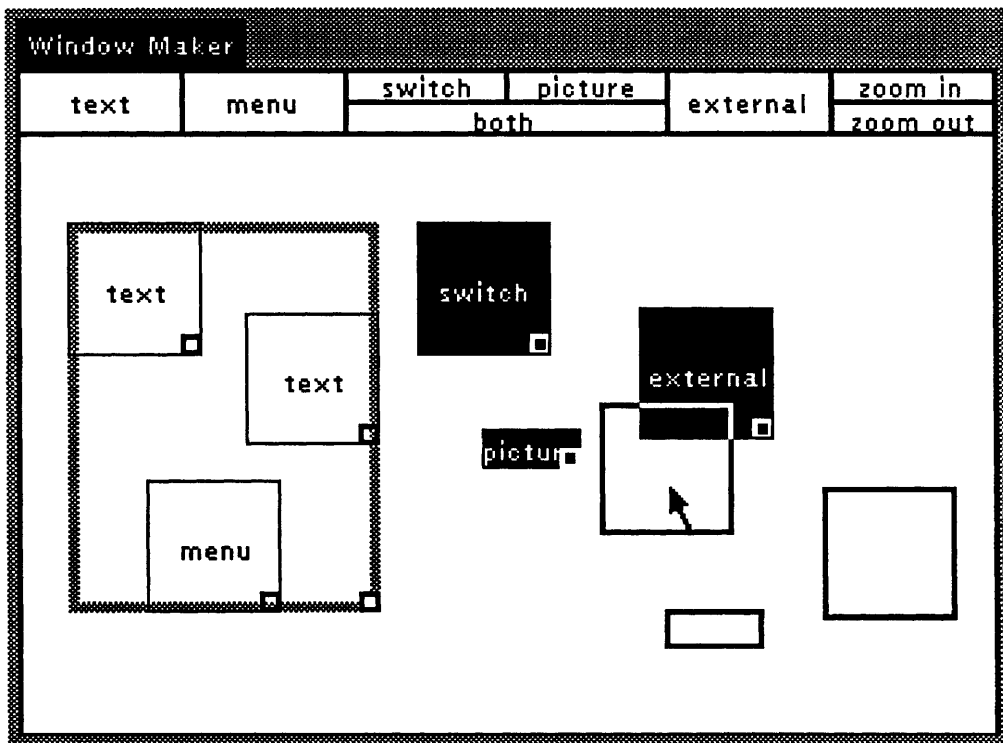 Window Maker
text
menu
switch
picture
both
external
zoom in
zoom out
text
text
menu
switch
pictur
external